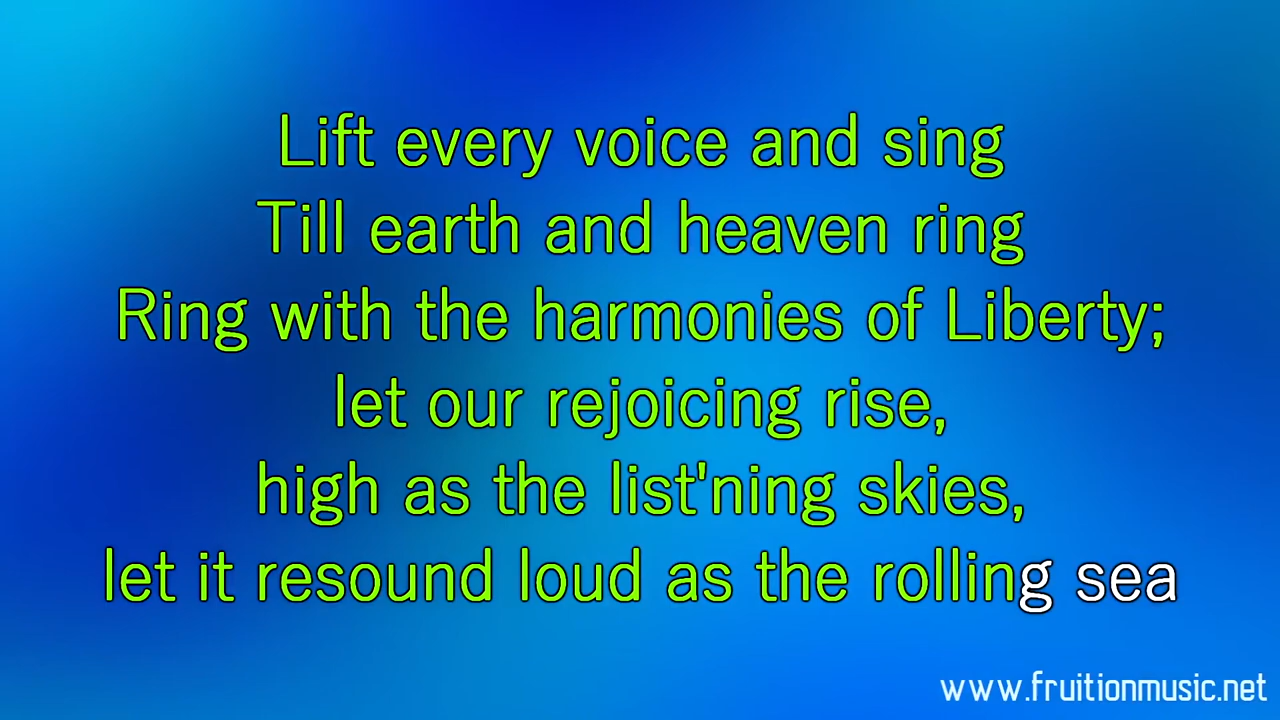 Lift every voice and sing
Till earth and heaven ring
Ring with the harmonies of Liberty;
let our rejoicing rise,
high as the list'ning skies,
let it resound loud as the rolling sea
www.fruitionmusic.net